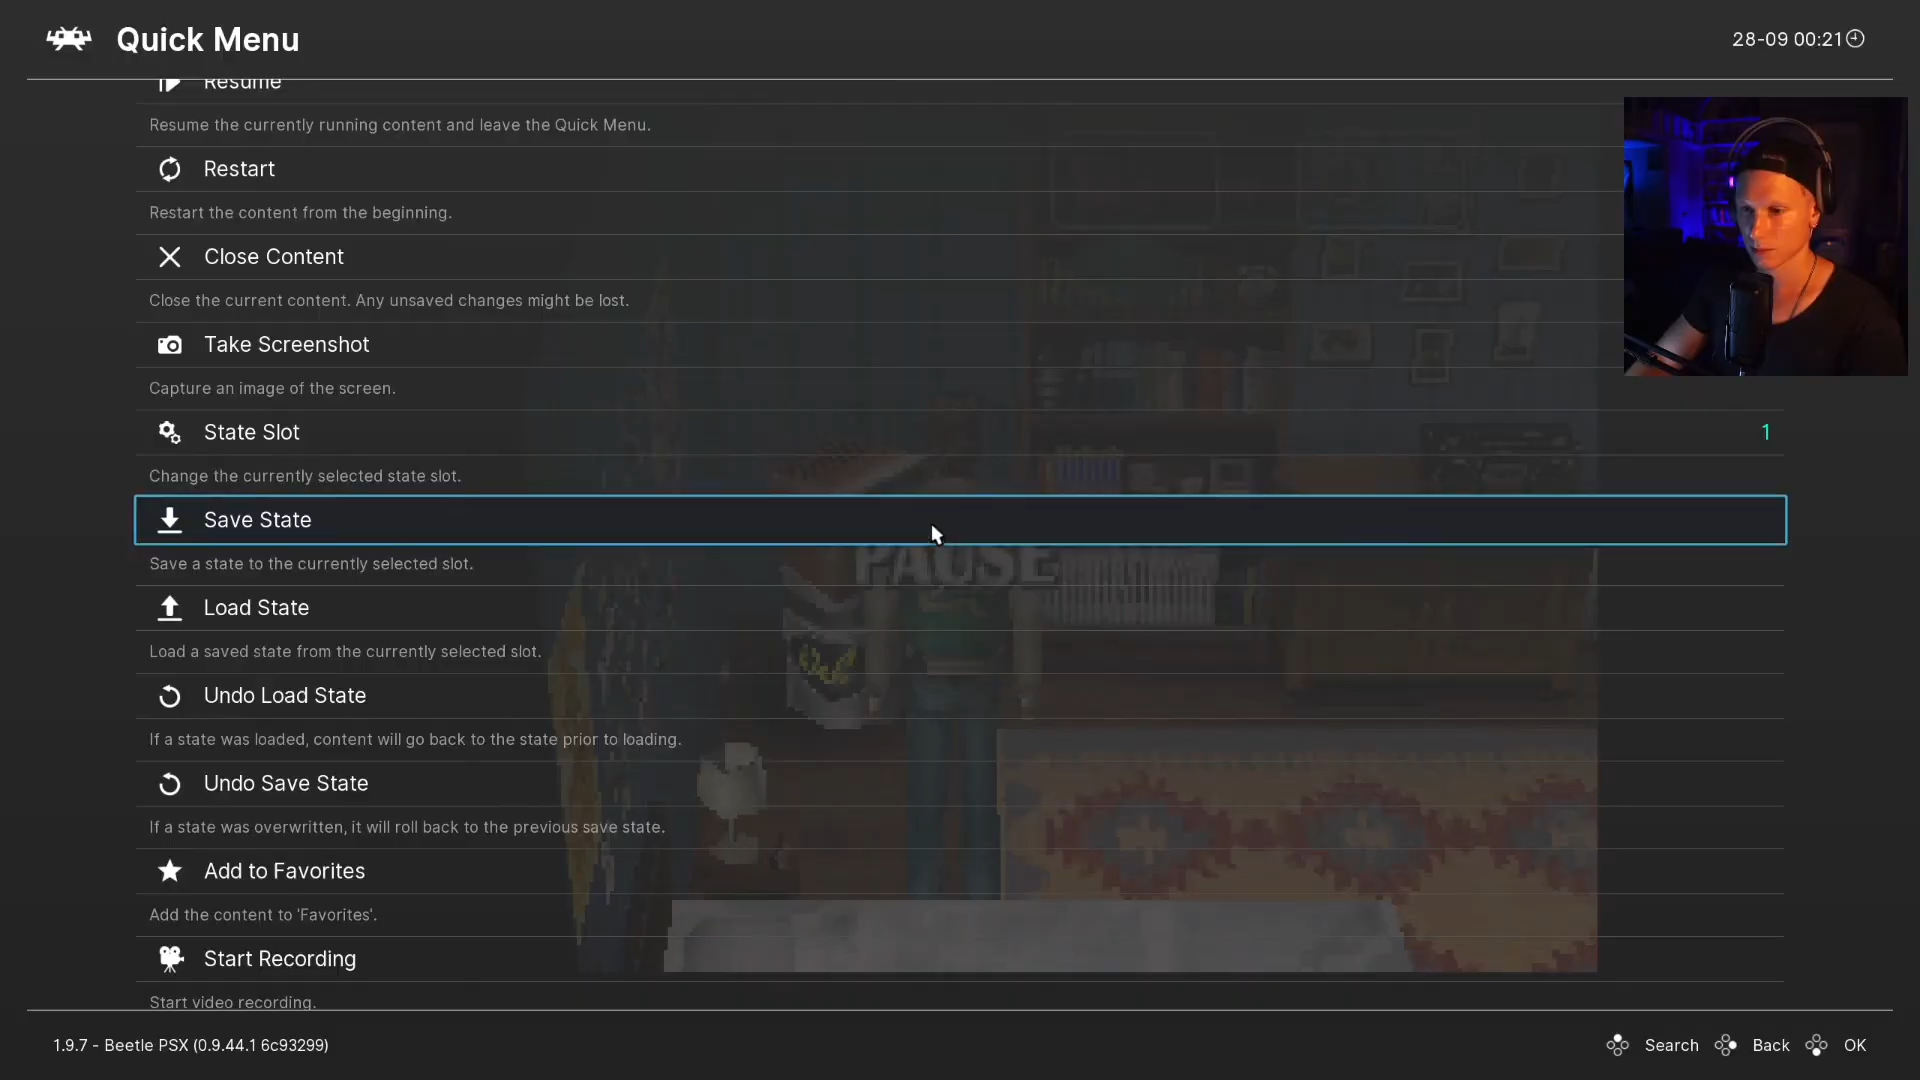 Quick Menu
28-09 00:21
Resume
Resume the currently running content and leave the Quick Menu.
Restart
Restart the content from the beginning.
Close Content
Close the current content. Any unsaved changes might be lost.
Take Screenshot
Capture an image of the screen.
State Slot
1
Change the currently selected state slot.
Save State
PAUSE
Save a state to the currently selected slot.
Load State
Load a saved state from the currently selected slot.
Undo Load State
If a state was loaded, content will go back to the state prior to loading.
Undo Save State
If a state was overwritten, it will roll back to the previous save state.
Add to Favorites
Add the content to 'Favorites'.
Start Recording
Start video recording.
1.9.7 - Beetle PSX (0.9.44.1 6c93299)
Search
Back
OK